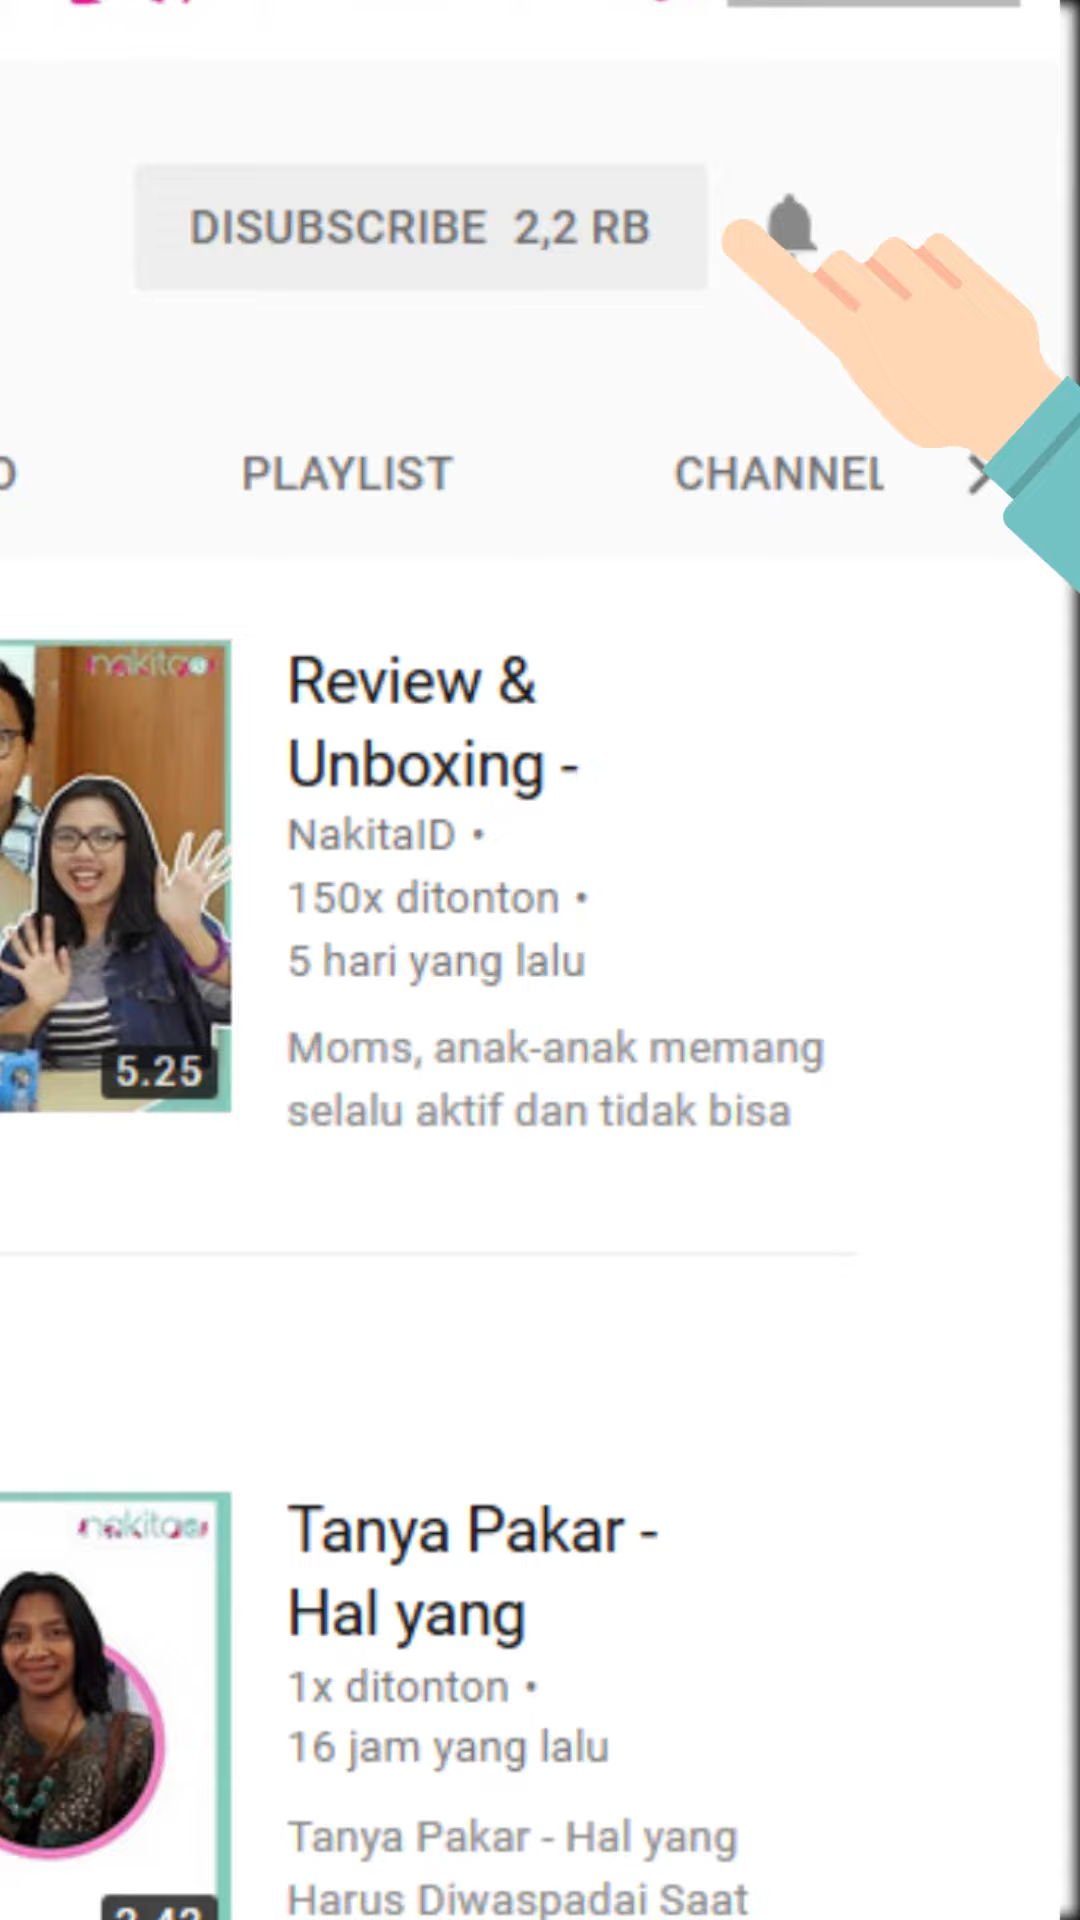 DISUBSCRIBE 2,2 RB
O PLAYLIST CHANNEL
nakita
Review &
Unboxing -
NakitaID •
150x ditonton •
5 hari yang lalu
5.25
Moms, anak-anak memang
selalu aktif dan tidak bisa
nakita
Tanya Pakar -
Hal yang
1x ditonton •
16 jam yang lalu
Tanya Pakar - Hal yang
Harus Diwaspadai Saat